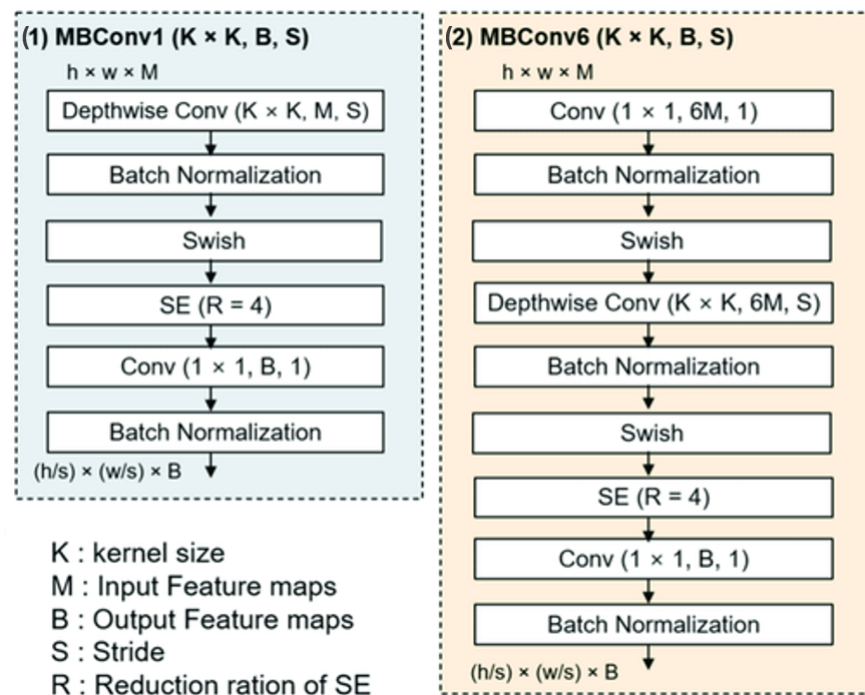 (1) MBConv1 (K × K, B, S)
h × w × M
Depthwise Conv (K × K, M, S)
Batch Normalization
Swish
SE (R = 4)
Conv (1 × 1, B, 1)
Batch Normalization
(h/s) × (w/s) × B
K : kernel size
M : Input Feature maps
B : Output Feature maps
S : Stride
R : Reduction ration of SE
(2) MBConv6 (K × K, B, S)
h × w × M
Conv (1 × 1, 6M, 1)
Batch Normalization
Swish
Depthwise Conv (K × K, 6M, S)
Batch Normalization
Swish
SE (R = 4)
Conv (1 × 1, B, 1)
Batch Normalization
(h/s) × (w/s) × B